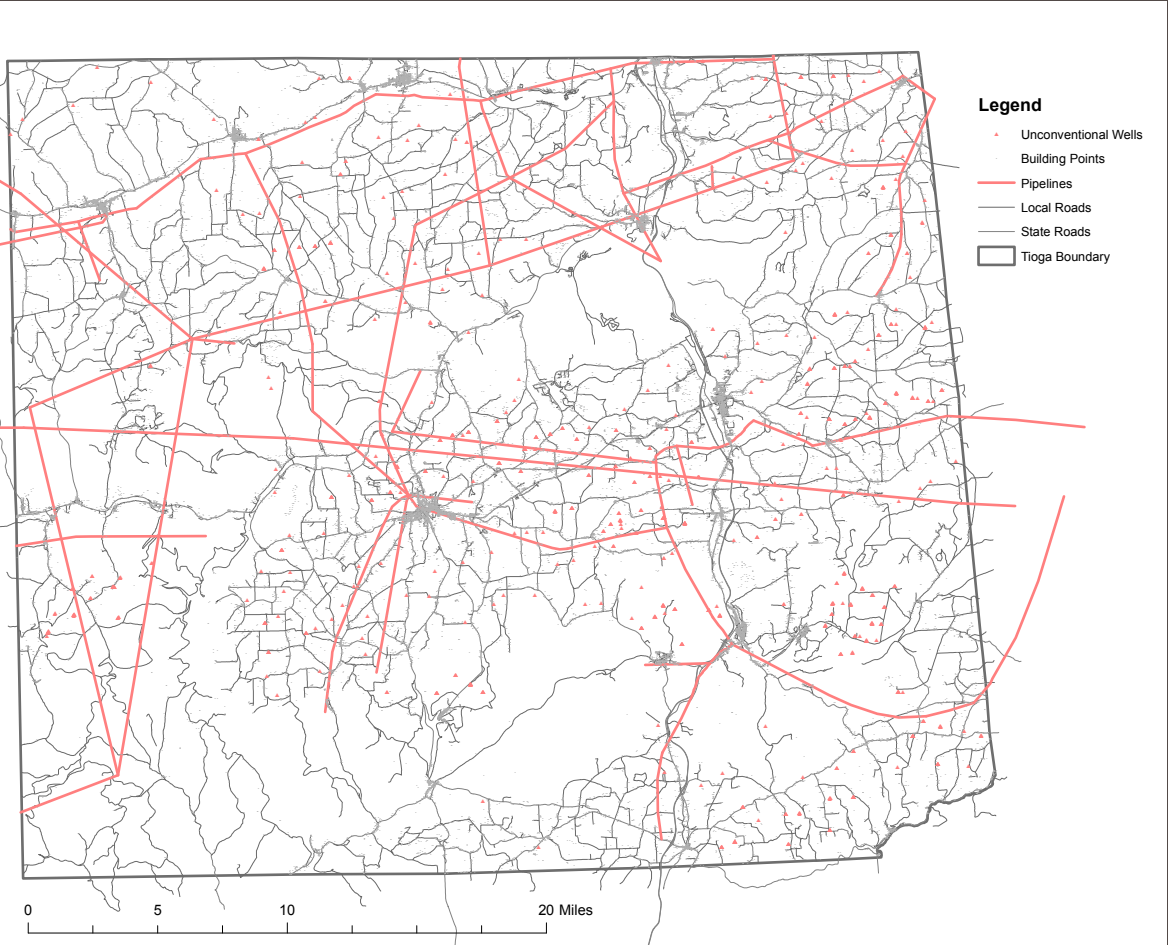 Legend
Unconventional Wells
Building Points
Pipelines
Local Roads
State Roads
Tioga Boundary
0 5 10 20 Miles